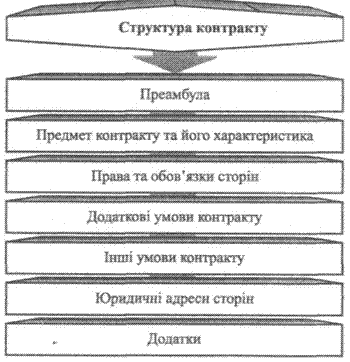 Структура контракту
Преамбула
Предмет контракту та його характеристика
Права та обов’язки сторін
Додаткові умови контракту
Інші умови контракту
Юридичні адреси сторін
Додатки